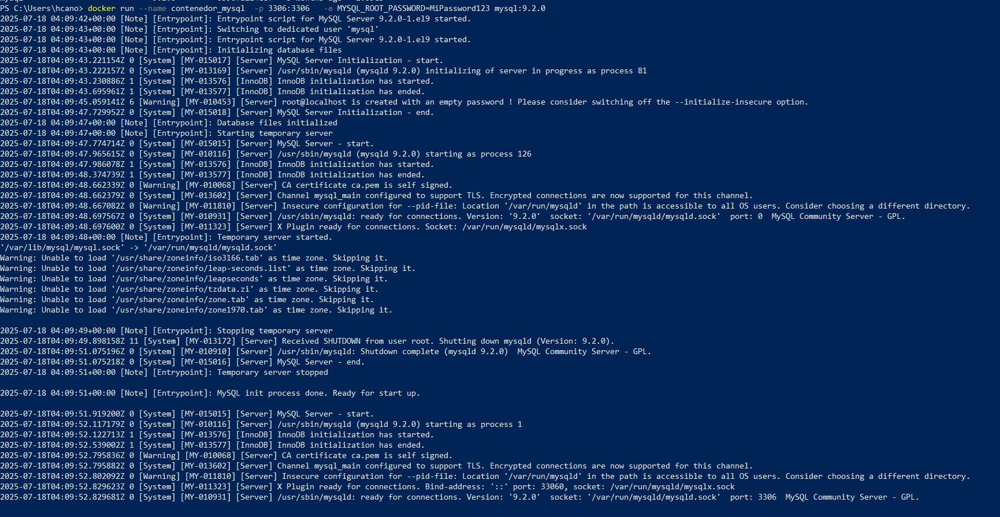 PS C:\Users\hcano> docker run --name contenedor_mysql  -p 3306:3306   -e MYSQL_ROOT_PASSWORD=MiPassword123 mysql:9.2.0
2025-07-18 04:09:42+00:00 [Note] [Entrypoint]: Entrypoint script for MySQL Server 9.2.0-1.el9 started.
2025-07-18 04:09:43+00:00 [Note] [Entrypoint]: Switching to dedicated user 'mysql'
2025-07-18 04:09:43+00:00 [Note] [Entrypoint]: Entrypoint script for MySQL Server 9.2.0-1.el9 started.
2025-07-18 04:09:43+00:00 [Note] [Entrypoint]: Initializing database files
2025-07-18T04:09:43.221154Z 0 [System] [MY-015017] [Server] MySQL Server Initialization - start.
2025-07-18T04:09:43.222157Z 0 [System] [MY-013169] [Server] /usr/sbin/mysqld (mysqld 9.2.0) initializing of server in progress as process 81
2025-07-18T04:09:43.230886Z 1 [System] [MY-013576] [InnoDB] InnoDB initialization has started.
2025-07-18T04:09:43.695961Z 1 [System] [MY-013577] [InnoDB] InnoDB initialization has ended.
2025-07-18T04:09:45.059141Z 6 [Warning] [MY-010453] [Server] root@localhost is created with an empty password ! Please consider switching off the --initialize-insecure option.
2025-07-18T04:09:47.729952Z 0 [System] [MY-015018] [Server] MySQL Server Initialization - end.
2025-07-18 04:09:47+00:00 [Note] [Entrypoint]: Database files initialized
2025-07-18 04:09:47+00:00 [Note] [Entrypoint]: Starting temporary server
2025-07-18T04:09:47.774714Z 0 [System] [MY-015015] [Server] MySQL Server - start.
2025-07-18T04:09:47.965615Z 0 [System] [MY-010116] [Server] /usr/sbin/mysqld (mysqld 9.2.0) starting as process 126
2025-07-18T04:09:47.986078Z 1 [System] [MY-013576] [InnoDB] InnoDB initialization has started.
2025-07-18T04:09:48.374739Z 1 [System] [MY-013577] [InnoDB] InnoDB initialization has ended.
2025-07-18T04:09:48.662339Z 0 [Warning] [MY-010068] [Server] CA certificate ca.pem is self signed.
2025-07-18T04:09:48.662379Z 0 [System] [MY-013602] [Server] Channel mysql_main configured to support TLS. Encrypted connections are now supported for this channel.
2025-07-18T04:09:48.667082Z 0 [Warning] [MY-011810] [Server] Insecure configuration for --pid-file: Location '/var/run/mysqld' in the path is accessible to all OS users. Consider choosing a different directory.
2025-07-18T04:09:48.697567Z 0 [System] [MY-010931] [Server] /usr/sbin/mysqld: ready for connections. Version: '9.2.0'  socket: '/var/run/mysqld/mysqld.sock'  port: 0  MySQL Community Server - GPL.
2025-07-18T04:09:48.697600Z 0 [System] [MY-011323] [Server] X Plugin ready for connections. Socket: /var/run/mysqld/mysqlx.sock
2025-07-18 04:09:48+00:00 [Note] [Entrypoint]: Temporary server started.
'/var/lib/mysql/mysql.sock' -> '/var/run/mysqld/mysqld.sock'
Warning: Unable to load '/usr/share/zoneinfo/iso3166.tab' as time zone. Skipping it.
Warning: Unable to load '/usr/share/zoneinfo/leap-seconds.list' as time zone. Skipping it.
Warning: Unable to load '/usr/share/zoneinfo/leapseconds' as time zone. Skipping it.
Warning: Unable to load '/usr/share/zoneinfo/tzdata.zi' as time zone. Skipping it.
Warning: Unable to load '/usr/share/zoneinfo/zone.tab' as time zone. Skipping it.
Warning: Unable to load '/usr/share/zoneinfo/zone1970.tab' as time zone. Skipping it.
2025-07-18 04:09:49+00:00 [Note] [Entrypoint]: Stopping temporary server
2025-07-18T04:09:49.898158Z 11 [System] [MY-013172] [Server] Received SHUTDOWN from user root. Shutting down mysqld (Version: 9.2.0).
2025-07-18T04:09:51.075196Z 0 [System] [MY-010910] [Server] /usr/sbin/mysqld: Shutdown complete (mysqld 9.2.0)  MySQL Community Server - GPL.
2025-07-18T04:09:51.075218Z 0 [System] [MY-015016] [Server] MySQL Server - end.
2025-07-18 04:09:51+00:00 [Note] [Entrypoint]: Temporary server stopped
2025-07-18 04:09:51+00:00 [Note] [Entrypoint]: MySQL init process done. Ready for start up.
2025-07-18T04:09:51.919200Z 0 [System] [MY-015015] [Server] MySQL Server - start.
2025-07-18T04:09:52.117179Z 0 [System] [MY-010116] [Server] /usr/sbin/mysqld (mysqld 9.2.0) starting as process 1
2025-07-18T04:09:52.122713Z 1 [System] [MY-013576] [InnoDB] InnoDB initialization has started.
2025-07-18T04:09:52.539002Z 1 [System] [MY-013577] [InnoDB] InnoDB initialization has ended.
2025-07-18T04:09:52.795836Z 0 [Warning] [MY-010068] [Server] CA certificate ca.pem is self signed.
2025-07-18T04:09:52.795882Z 0 [System] [MY-013602] [Server] Channel mysql_main configured to support TLS. Encrypted connections are now supported for this channel.
2025-07-18T04:09:52.802092Z 0 [Warning] [MY-011810] [Server] Insecure configuration for --pid-file: Location '/var/run/mysqld' in the path is accessible to all OS users. Consider choosing a different directory.
2025-07-18T04:09:52.829623Z 0 [System] [MY-011323] [Server] X Plugin ready for connections. Bind-address: '::' port: 33060, socket: /var/run/mysqld/mysqlx.sock
2025-07-18T04:09:52.829681Z 0 [System] [MY-010931] [Server] /usr/sbin/mysqld: ready for connections. Version: '9.2.0'  socket: '/var/run/mysqld/mysqld.sock'  port: 3306  MySQL Community Server - GPL.